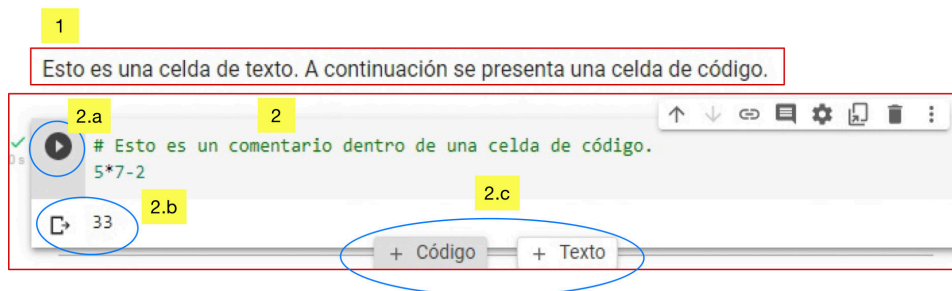 1
Esto es una celda de texto. A continuación se presenta una celda de código.
2.a
2
# Esto es un comentario dentro de una celda de código.
0 s
5*7-2
2.b
33
2.c
+ Código
+ Texto